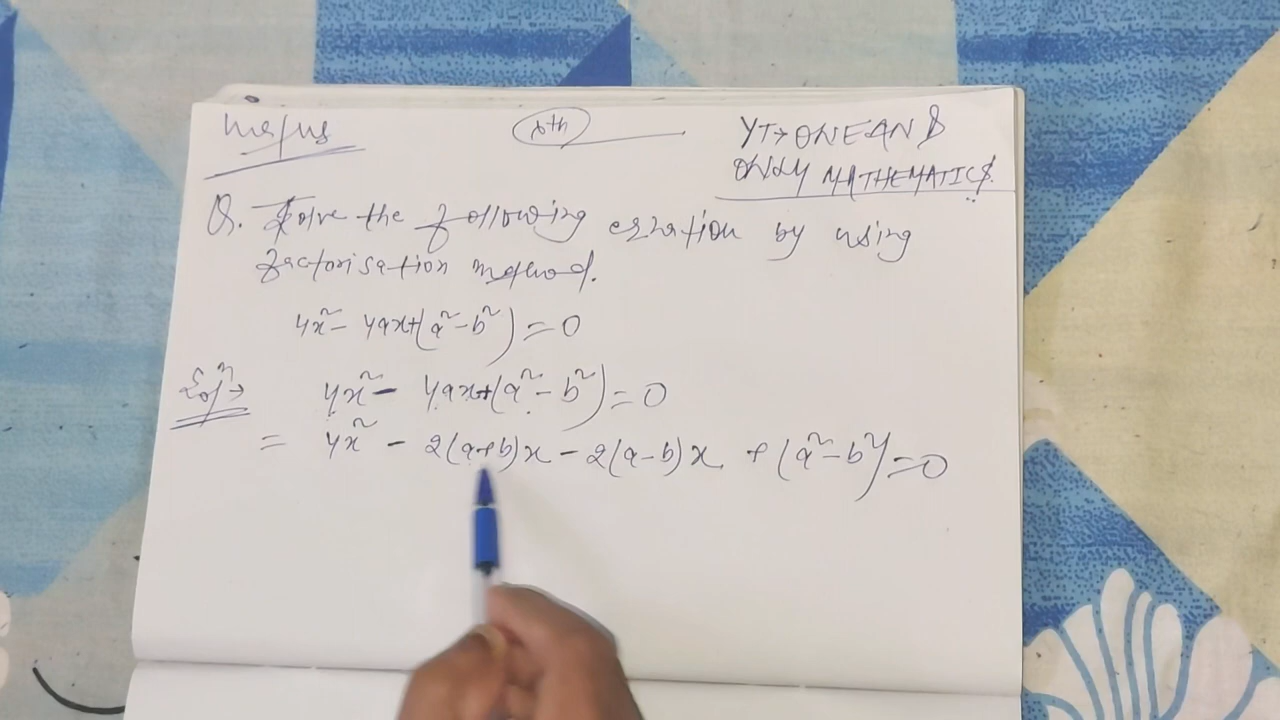 Maths
10th
YT→ ONE AND
ONLY MATHEMATICS.
Q. Solve the following equation by using
factorisation method.
4x² - 4ax+(a²-b²)=0
Solⁿ→ 4x² - 4ax+(a²-b²)=0
= 4x² - 2(a+b)x - 2(a-b)x + (a²-b²)=0